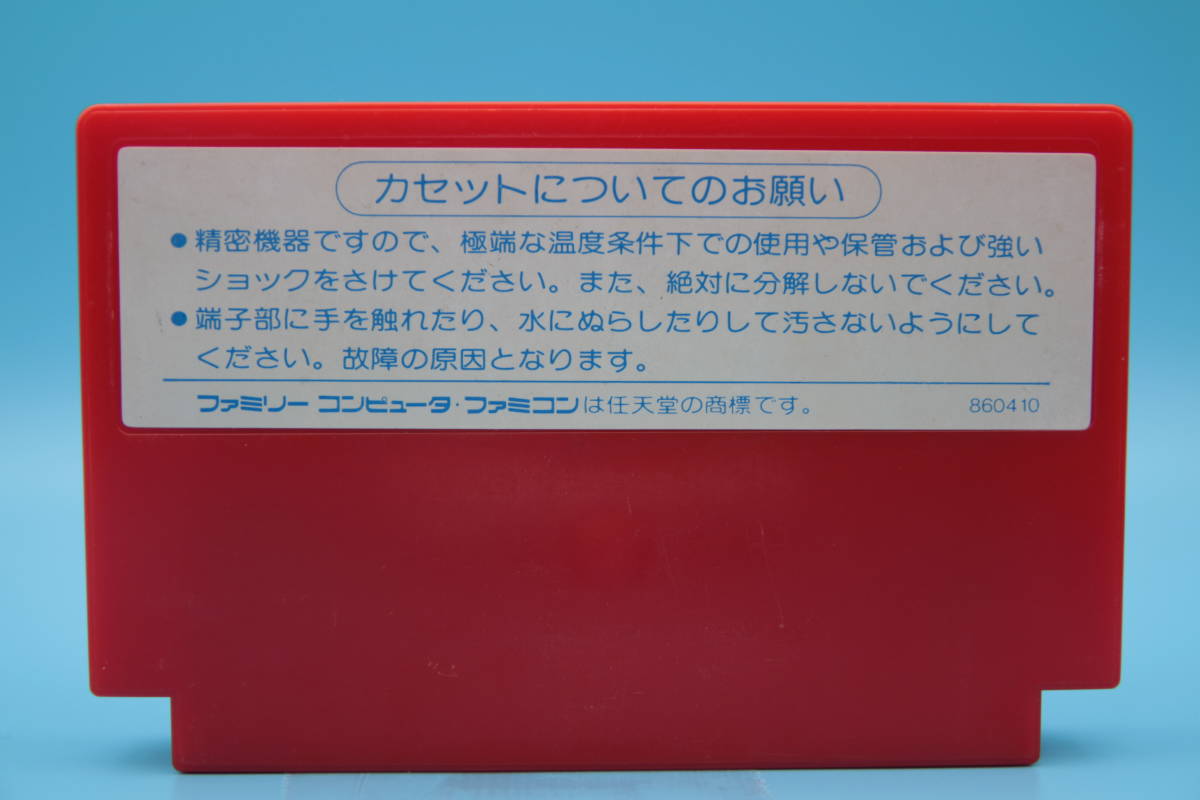 カセットについてのお願い
●精密機器ですので、極端な温度条件下での使用や保管および強い
ショックをさけてください。また、絶対に分解しないでください。
●端子部に手を触れたり、水にぬらしたりして汚さないようにして
ください。故障の原因となります。
ファミリー コンピュータ・ファミコンは任天堂の商標です。 860410